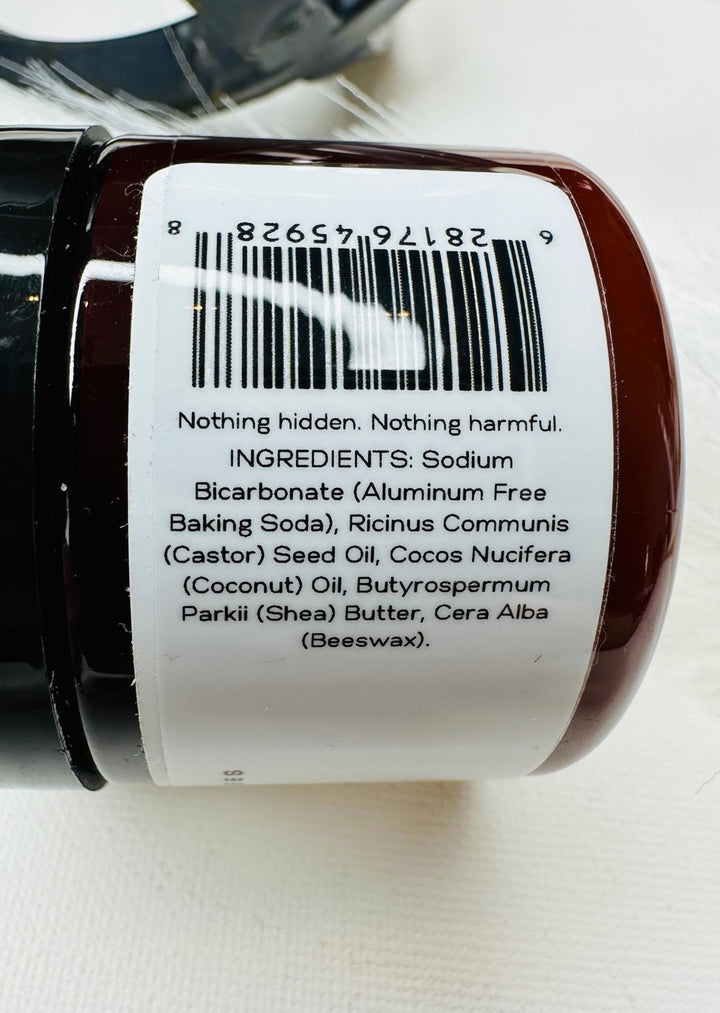 6 28176 45928 8
Nothing hidden. Nothing harmful.
INGREDIENTS: Sodium
Bicarbonate (Aluminum Free
Baking Soda), Ricinus Communis
(Castor) Seed Oil, Cocos Nucifera
(Coconut) Oil, Butyrospermum
Parkii (Shea) Butter, Cera Alba
(Beeswax).